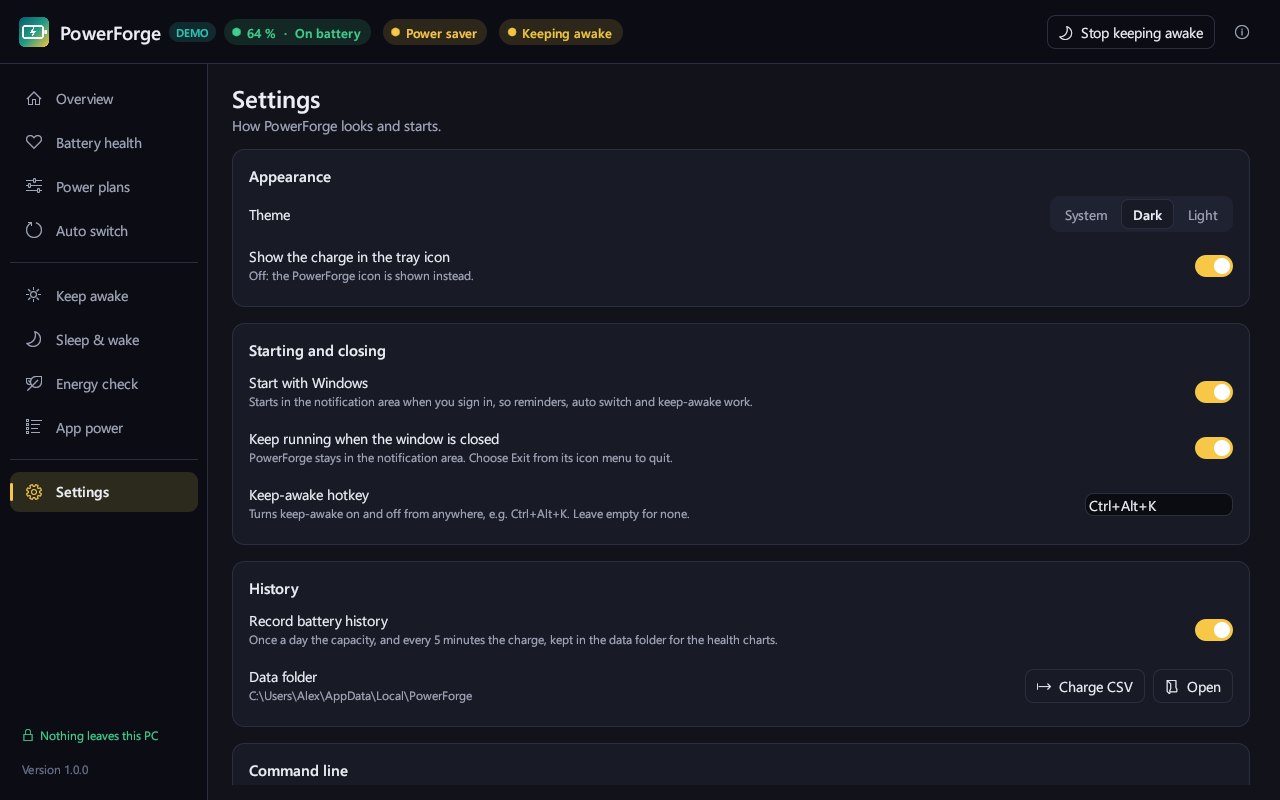 PowerForge DEMO 64 % · On battery Power saver Keeping awake Stop keeping awake
Overview
Battery health
Power plans
Auto switch
Keep awake
Sleep & wake
Energy check
App power
Settings
Nothing leaves this PC
Version 1.0.0
Settings
How PowerForge looks and starts.
Appearance
Theme System Dark Light
Show the charge in the tray icon
Off: the PowerForge icon is shown instead.
Starting and closing
Start with Windows
Starts in the notification area when you sign in, so reminders, auto switch and keep-awake work.
Keep running when the window is closed
PowerForge stays in the notification area. Choose Exit from its icon menu to quit.
Keep-awake hotkey
Turns keep-awake on and off from anywhere, e.g. Ctrl+Alt+K. Leave empty for none.
Ctrl+Alt+K
History
Record battery history
Once a day the capacity, and every 5 minutes the charge, kept in the data folder for the health charts.
Data folder
C:\Users\Alex\AppData\Local\PowerForge
Charge CSV Open
Command line